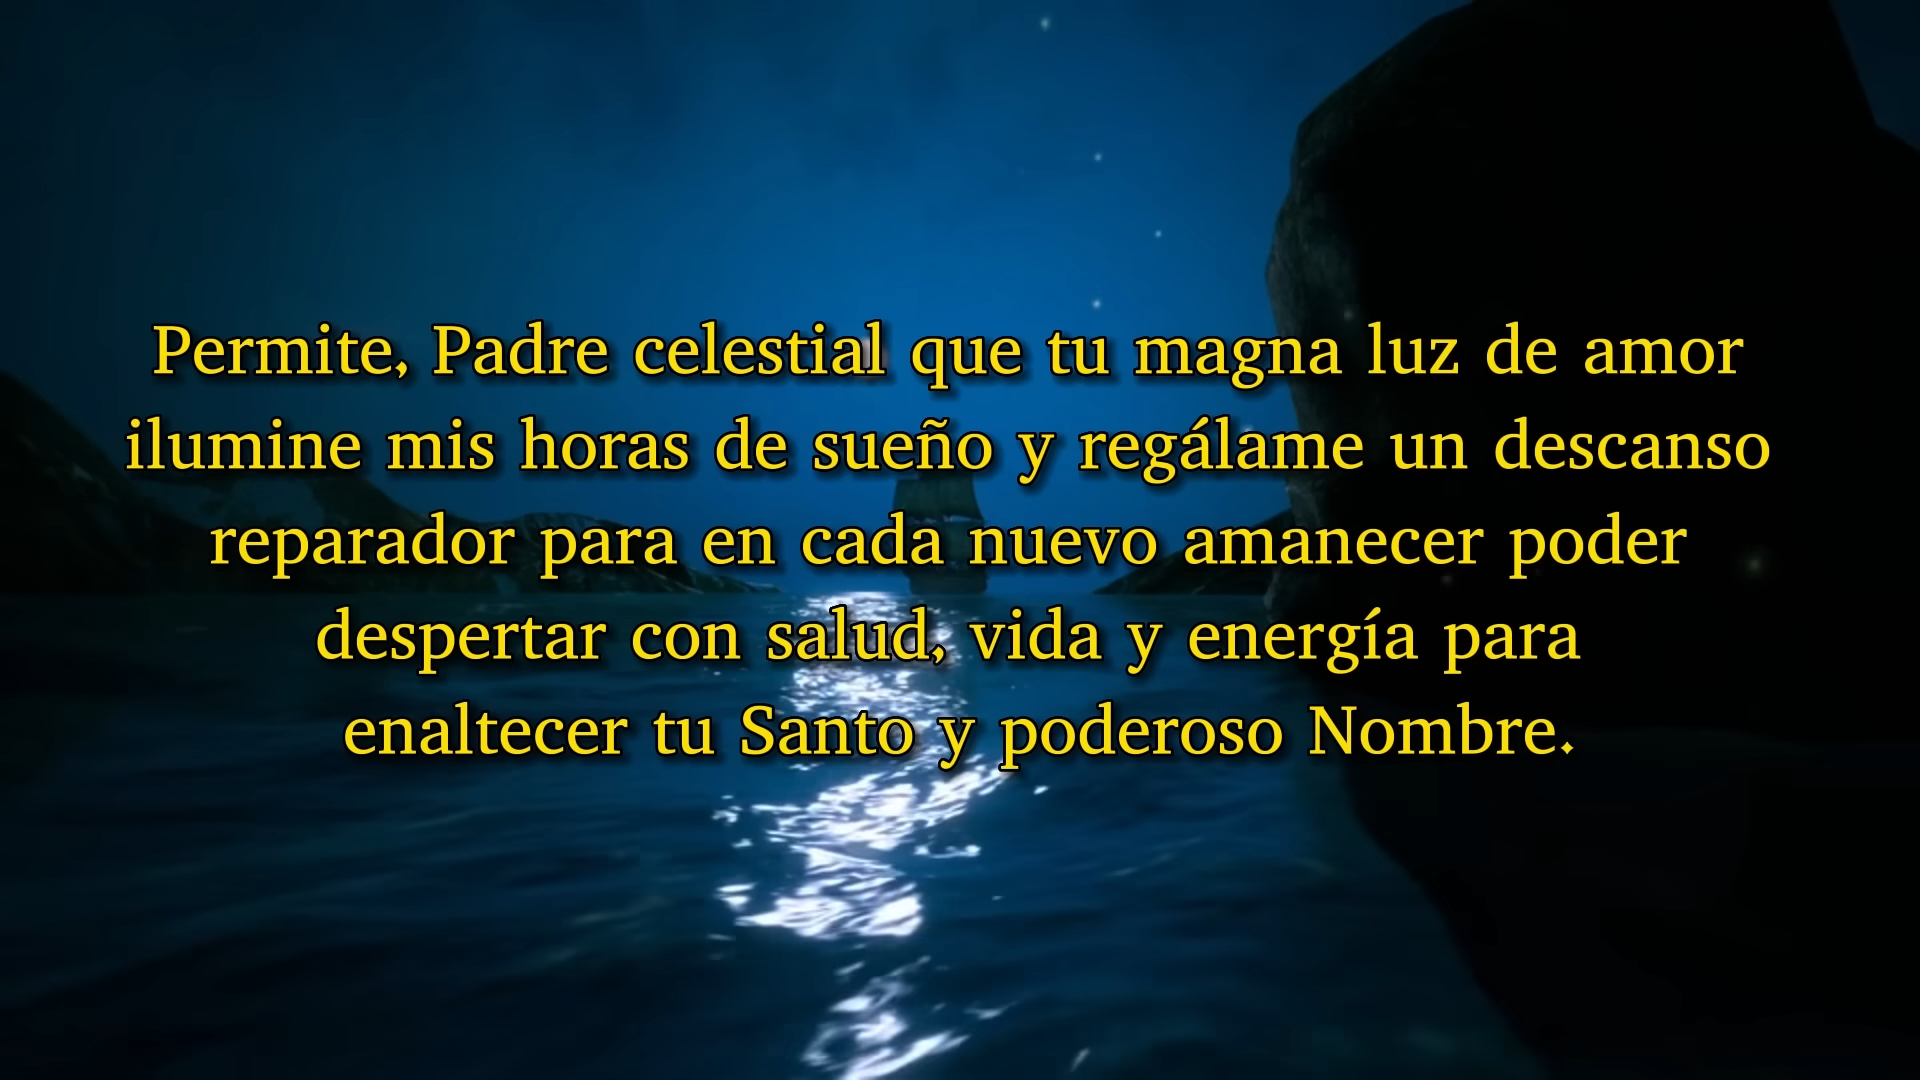 Permite, Padre celestial que tu magna luz de amor
ilumine mis horas de sueño y regálame un descanso
reparador para en cada nuevo amanecer poder
despertar con salud, vida y energía para
enaltecer tu Santo y poderoso Nombre.